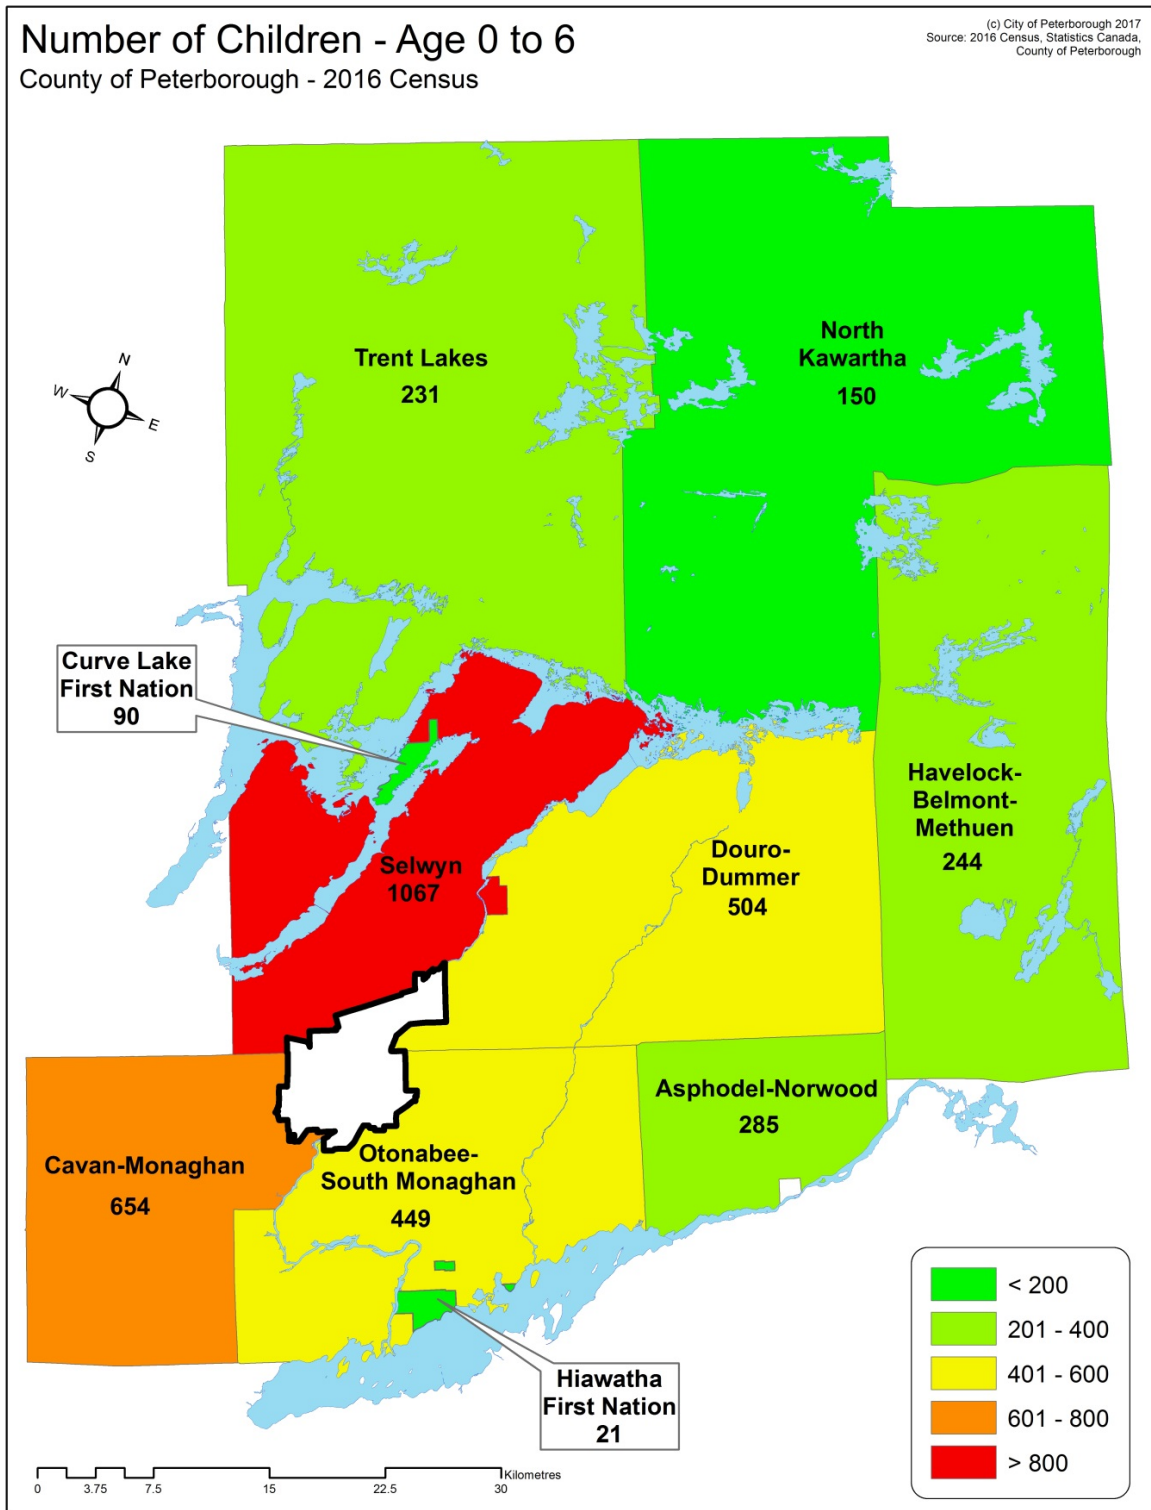 Number of Children - Age 0 to 6
County of Peterborough - 2016 Census
(c) City of Peterborough 2017
Source: 2016 Census, Statistics Canada,
County of Peterborough
N
W
E
S
Trent Lakes
231
North
Kawartha
150
Curve Lake
First Nation
90
Havelock-
Belmont-
Methuen
244
Selwyn
1067
Douro-
Dummer
504
Asphodel-Norwood
285
Cavan-Monaghan
654
Otonabee-
South Monaghan
449
Hiawatha
First Nation
21
< 200
201 - 400
401 - 600
601 - 800
> 800
Kilometres
0 3.75 7.5 15 22.5 30